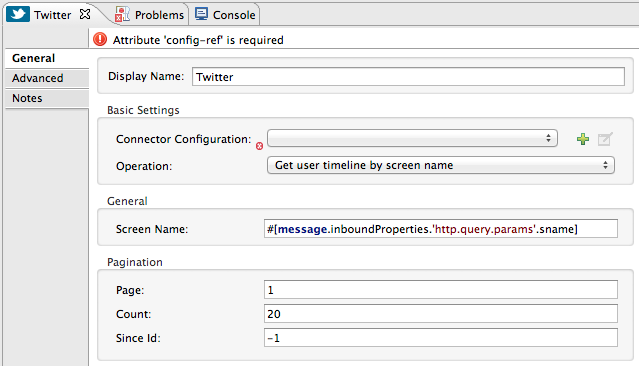 Twitter Problems Console
Attribute 'config-ref' is required
General
Advanced
Notes
Display Name: Twitter
Basic Settings
Connector Configuration:
Operation: Get user timeline by screen name
General
Screen Name: #[message.inboundProperties.'http.query.params'.sname]
Pagination
Page: 1
Count: 20
Since Id: -1